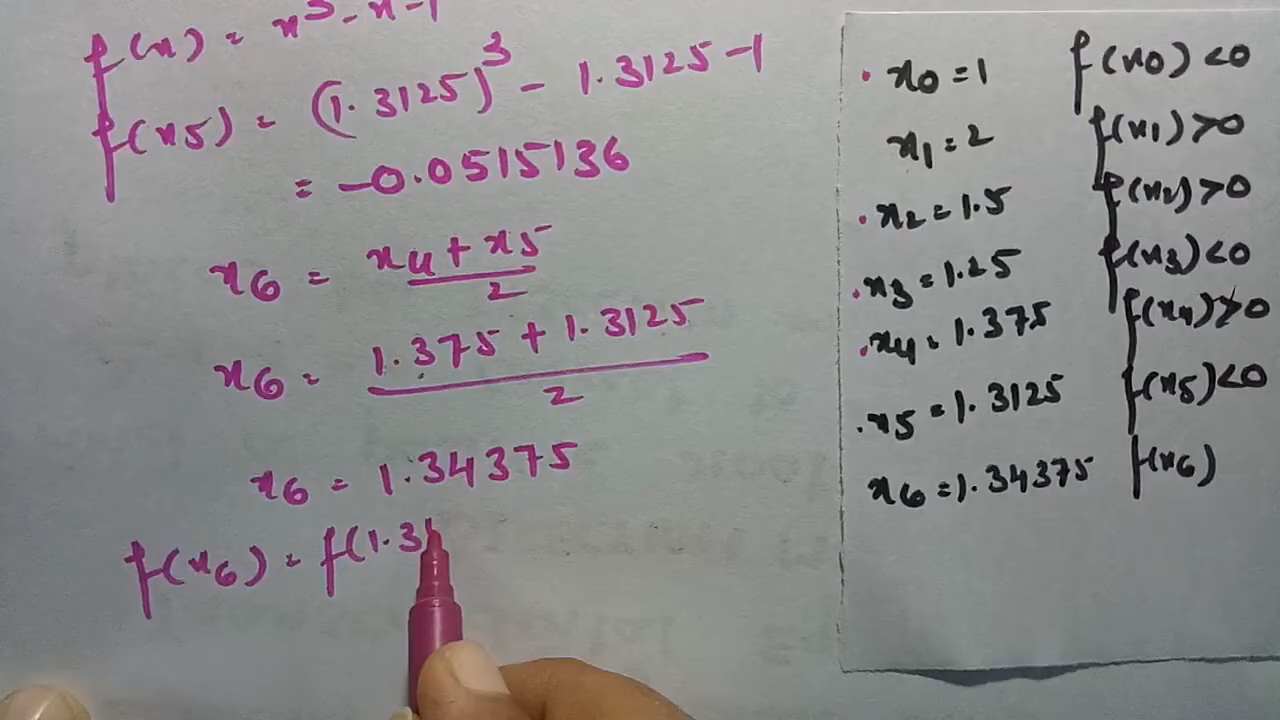 f(x) = x³ - x - 1
f(x5) = (1.3125)³ - 1.3125 - 1
= -0.0515136
x6 = x4 + x5 / 2
x6 = 1.375 + 1.3125 / 2
x6 = 1.34375
f(x6) = f(1.3
x0 = 1 f(x0) < 0
x1 = 2 f(x1) > 0
x2 = 1.5 f(x2) > 0
x3 = 1.25 f(x3) < 0
x4 = 1.375 f(x4) > 0
x5 = 1.3125 f(x5) < 0
x6 = 1.34375 f(x6)